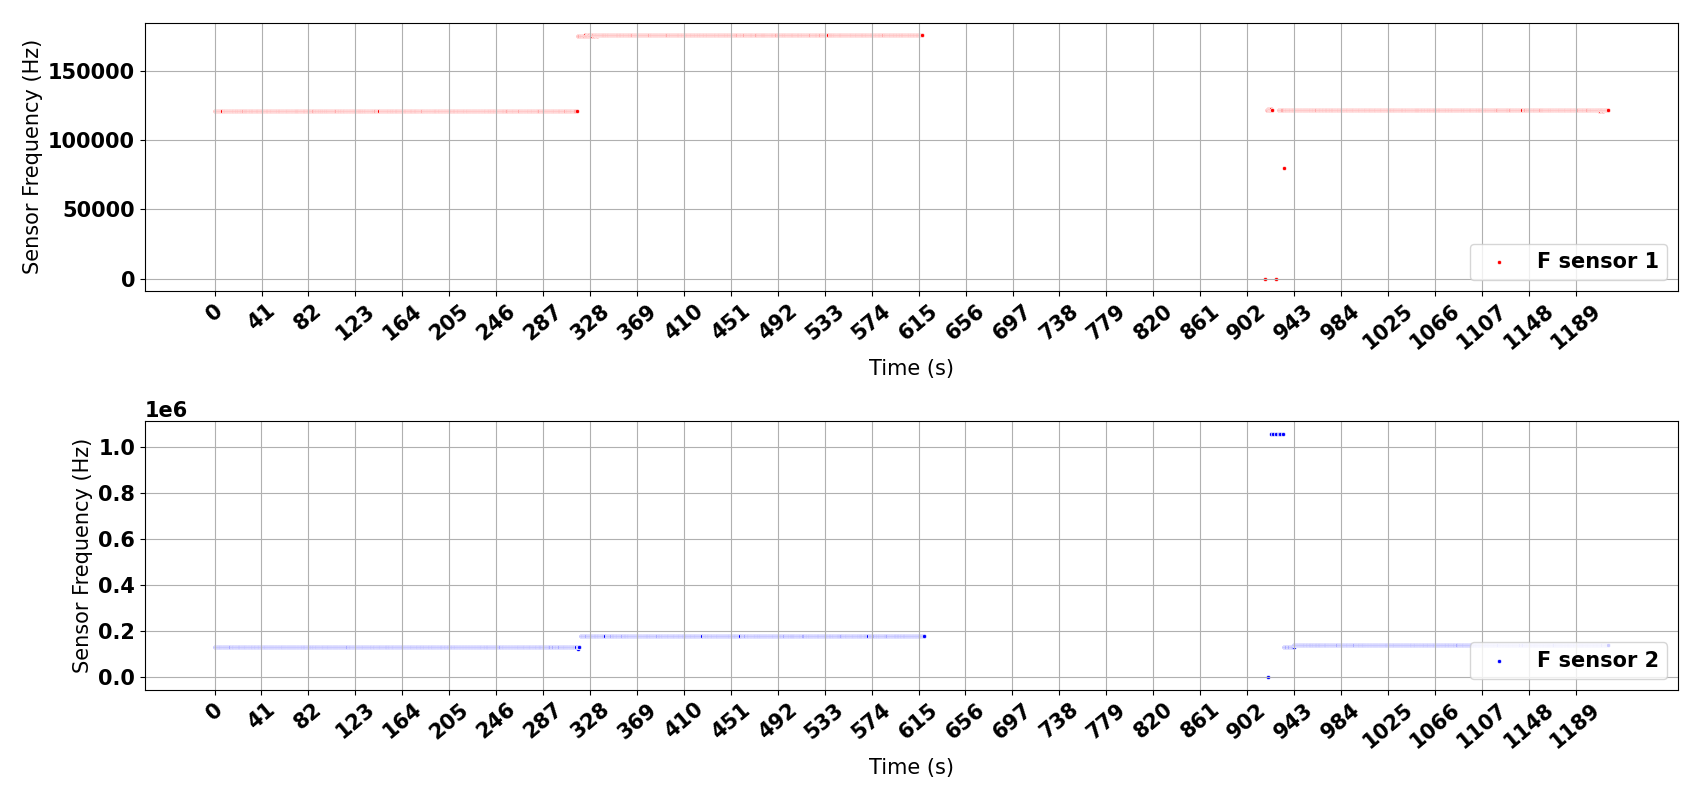 Sensor Frequency (Hz)
150000
100000
50000
0
F sensor 1
0 41 82 123 164 205 246 287 328 369 410 451 492 533 574 615 656 697 738 779 820 861 902 943 984 1025 1066 1107 1148 1189
Time (s)
1e6
Sensor Frequency (Hz)
1.0
0.8
0.6
0.4
0.2
0.0
F sensor 2
0 41 82 123 164 205 246 287 328 369 410 451 492 533 574 615 656 697 738 779 820 861 902 943 984 1025 1066 1107 1148 1189
Time (s)